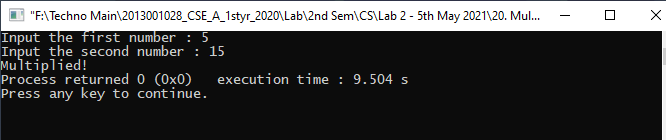 "F:\Techno Main\2013001028_CSE_A_1styr_2020\Lab\2nd Sem\CS\Lab 2 - 5th May 2021\20. Mul...
Input the first number : 5
Input the second number : 15
Multiplied!
Process returned 0 (0x0)   execution time : 9.504 s
Press any key to continue.